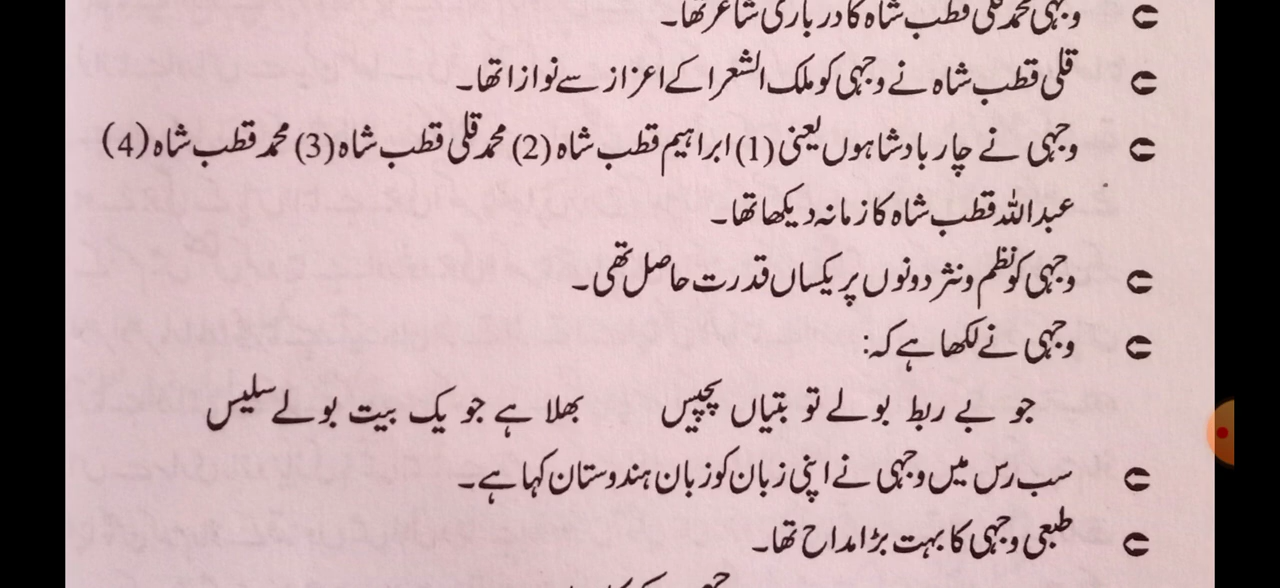 وجہی محمد قلی قطب شاہ کا درباری شاعر تھا۔
قلی قطب شاہ نے وجہی کو ملک الشعرا کے اعزاز سے نوازا تھا۔
وجہی نے چار بادشاہوں یعنی (1) ابراہیم قطب شاہ (2) محمد قلی قطب شاہ (3) محمد قطب شاہ (4)
عبداللہ قطب شاہ کا زمانہ دیکھا تھا۔
وجہی کو نظم و نثر دونوں پر یکساں قدرت حاصل تھی۔
وجہی نے لکھا ہے کہ:
جو بے ربط بولے تو بتیاں پچیس بھلا ہے جو یک بیت بولے سلیس
سب رس میں وجہی نے اپنی زبان کو زبان ہندوستان کہا ہے۔
طبعی وجہی کا بہت بڑا مداح تھا۔